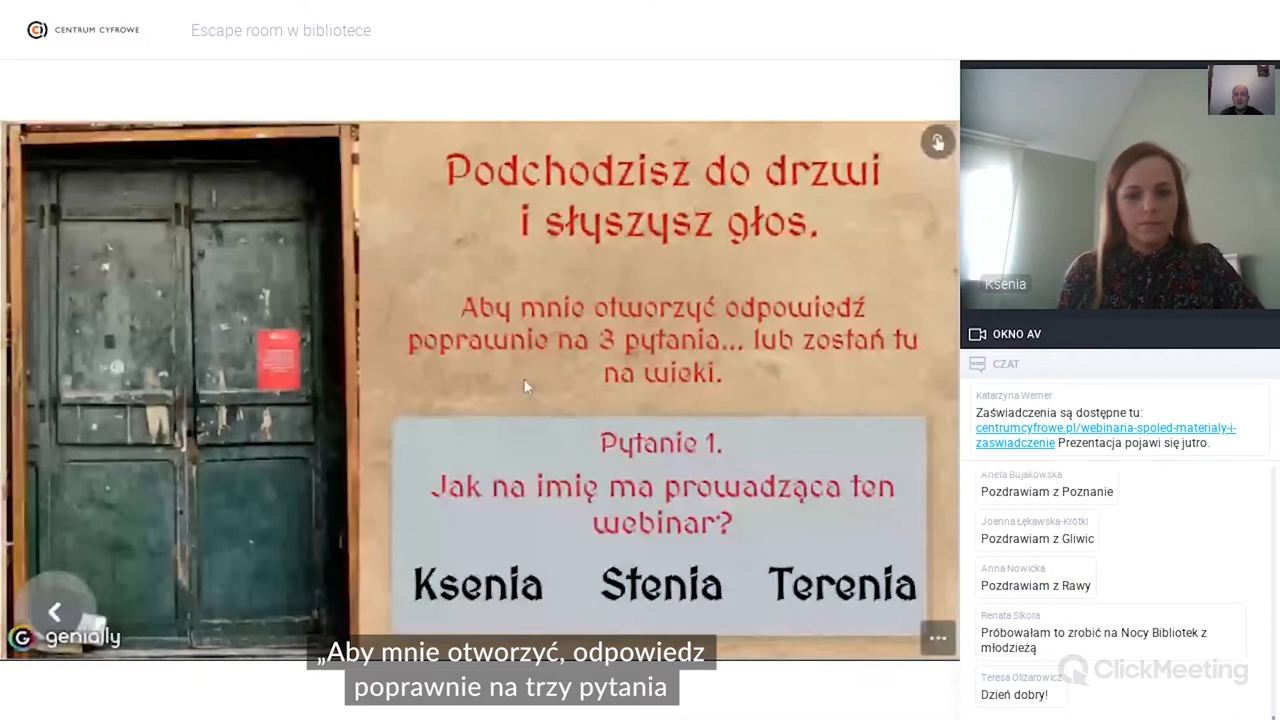 CENTRUM CYFROWE
Escape room w bibliotece
Podchodzisz do drzwi
i słyszysz głos.
Aby mnie otworzyć odpowiedź
poprawnie na 3 pytania... lub zostań tu
na wieki.
Pytanie 1.
Jak na imię ma prowadząca ten
webinar?
Ksenia Stenia Terenia
genially
„Aby mnie otworzyć, odpowiedz
poprawnie na trzy pytania
Ksenia
OKNO AV
CZAT
Katarzyna Werner
Zaświadczenia są dostępne tu:
centrumcyfrowe.pl/webinaria-spoled-materialy-i-
zaswiadczenie Prezentacja pojawi się jutro.
Aneta Bujakowska
Pozdrawiam z Poznanie
Joanna Łękawska-Krótki
Pozdrawiam z Gliwic
Anna Nowicka
Pozdrawiam z Rawy
Renata Sikora
Próbowałam to zrobić na Nocy Bibliotek z
młodzieżą
Teresa Olizarowicz
Dzień dobry!
ClickMeeting